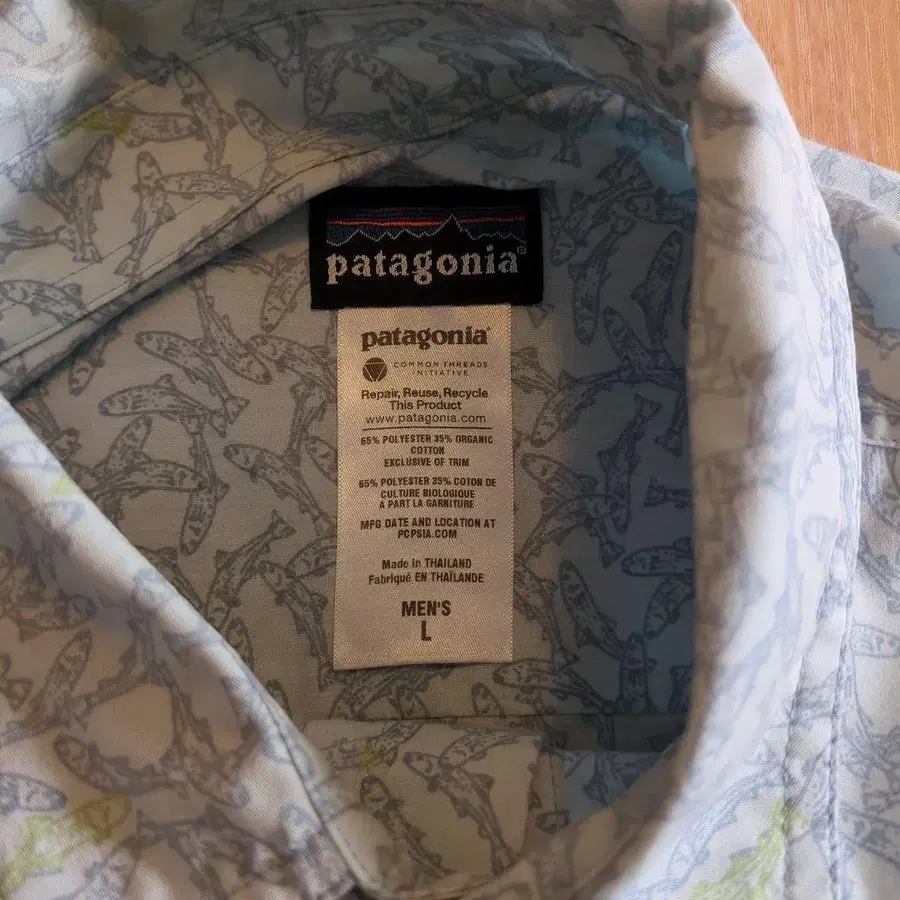 patagonia®
patagonia®
COMMON THREADS
INITIATIVE
Repair, Reuse, Recycle
This Product
www.patagonia.com
65% POLYESTER 35% ORGANIC
COTTON
EXCLUSIVE OF TRIM
65% POLYESTER 35% COTON DE
CULTURE BIOLOGIQUE
A PART LA GARNITURE
MFG DATE AND LOCATION AT
PCPSIA.COM
Made in THAILAND
Fabriqué EN THAÏLANDE
MEN'S
L